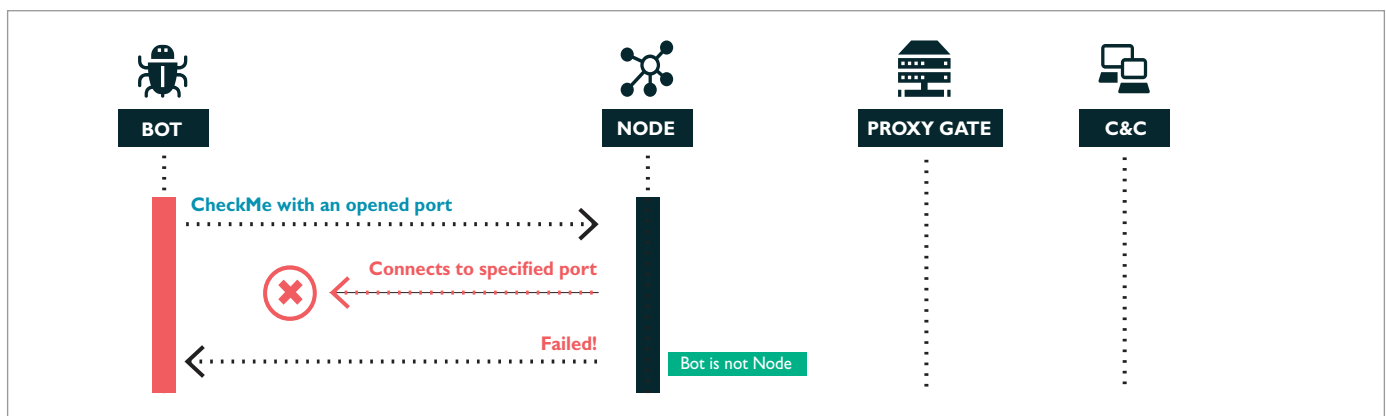 BOT
NODE
PROXY GATE
C&C
CheckMe with an opened port
Connects to specified port
Failed!
Bot is not Node